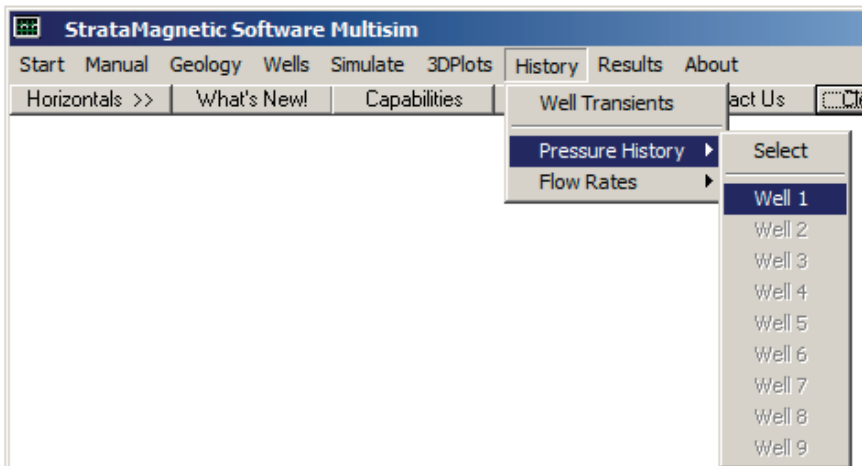 StrataMagnetic Software Multisim
Start Manual Geology Wells Simulate 3DPlots History Results About
Horizontals >> What's New! Capabilities act Us
Well Transients
Pressure History
Flow Rates
Select
Well 1
Well 2
Well 3
Well 4
Well 5
Well 6
Well 7
Well 8
Well 9